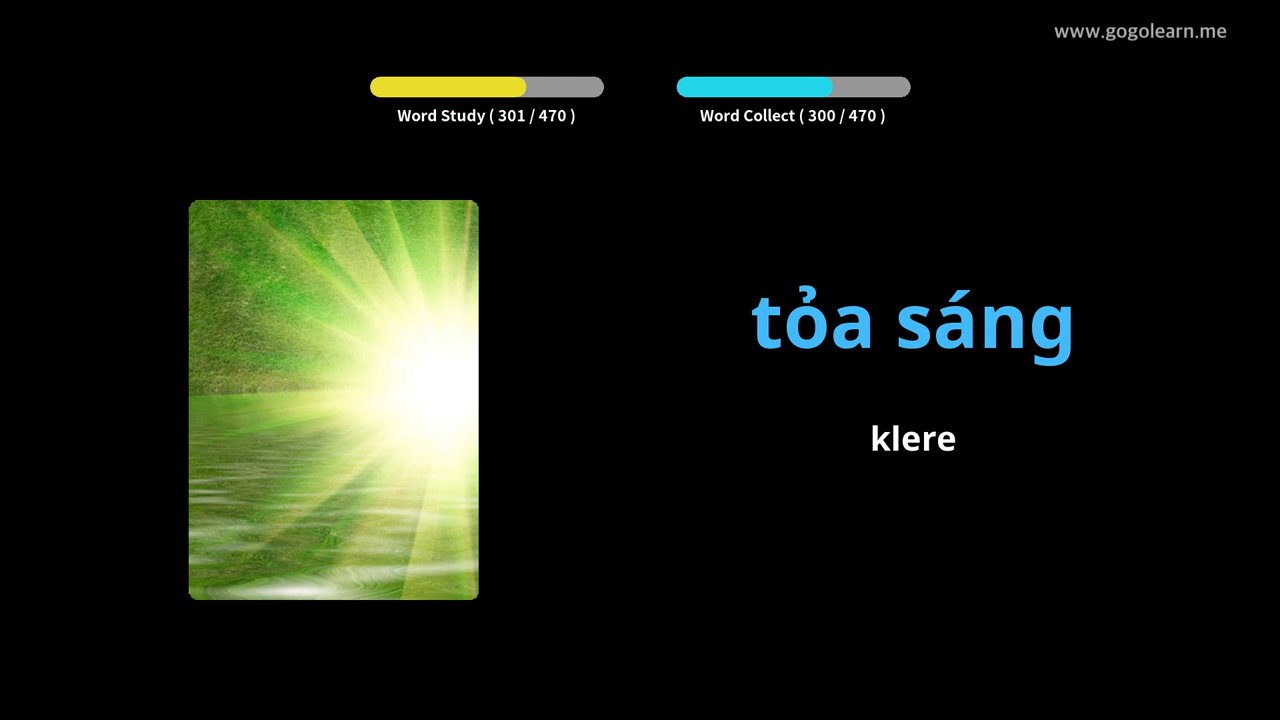 www.gogolearn.me
Word Study ( 301 / 470 )
Word Collect ( 300 / 470 )
tỏa sáng
klere